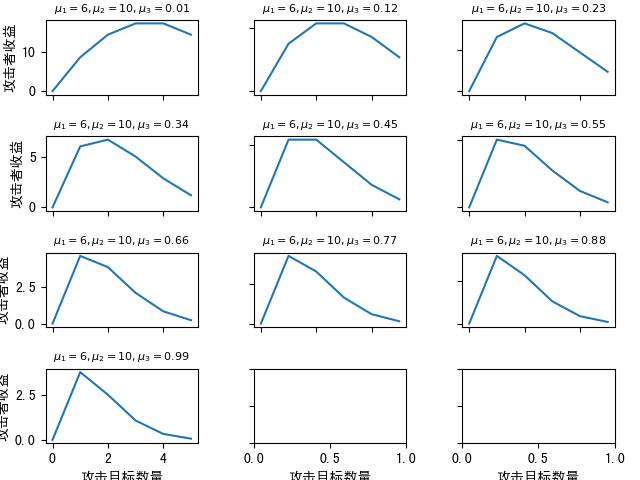 μ₁=6,μ₂=10,μ₃=0.01
μ₁=6,μ₂=10,μ₃=0.12
μ₁=6,μ₂=10,μ₃=0.23
攻击者收益
10
0
μ₁=6,μ₂=10,μ₃=0.34
μ₁=6,μ₂=10,μ₃=0.45
μ₁=6,μ₂=10,μ₃=0.55
攻击者收益
5
0
μ₁=6,μ₂=10,μ₃=0.66
μ₁=6,μ₂=10,μ₃=0.77
μ₁=6,μ₂=10,μ₃=0.88
攻击者收益
2.5
0.0
μ₁=6,μ₂=10,μ₃=0.99
攻击者收益
2.5
0.0
0 2 4
0.0 0.5 1.0
0.0 0.5 1.0
攻击目标数量
攻击目标数量
攻击目标数量